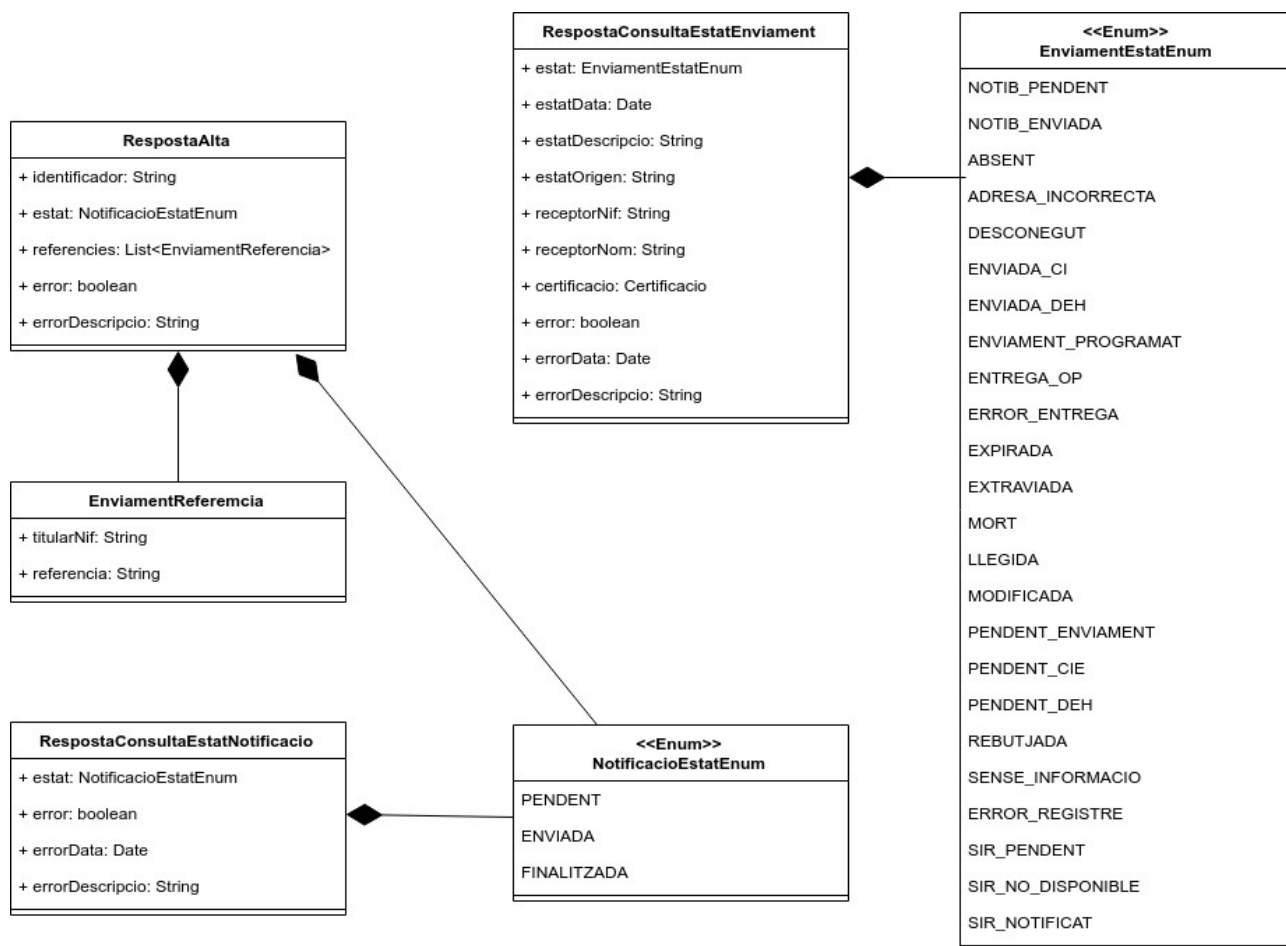 RespostaAlta
+ identificador: String
+ estat: NotificacioEstatEnum
+ referencies: List<EnviamentReferencia>
+ error: boolean
+ errorDescripcio: String
EnviamentReferemcia
+ titularNif: String
+ referencia: String
RespostaConsultaEstatNotificacio
+ estat: NotificacioEstatEnum
+ error: boolean
+ errorData: Date
+ errorDescripcio: String
RespostaConsultaEstatEnviament
+ estat: EnviamentEstatEnum
+ estatData: Date
+ estatDescripcio: String
+ estatOrigen: String
+ receptorNif: String
+ receptorNom: String
+ certificacio: Certificacio
+ error: boolean
+ errorData: Date
+ errorDescripcio: String
<<Enum>>
NotificacioEstatEnum
PENDENT
ENVIADA
FINALITZADA
<<Enum>>
EnviamentEstatEnum
NOTIB_PENDENT
NOTIB_ENVIADA
ABSENT
ADRESA_INCORRECTA
DESCONEGUT
ENVIADA_CI
ENVIADA_DEH
ENVIAMENT_PROGRAMAT
ENTREGA_OP
ERROR_ENTREGA
EXPIRADA
EXTRAVIADA
MORT
LLEGIDA
MODIFICADA
PENDENT_ENVIAMENT
PENDENT_CIE
PENDENT_DEH
REBUTJADA
SENSE_INFORMACIO
ERROR_REGISTRE
SIR_PENDENT
SIR_NO_DISPONIBLE
SIR_NOTIFICAT